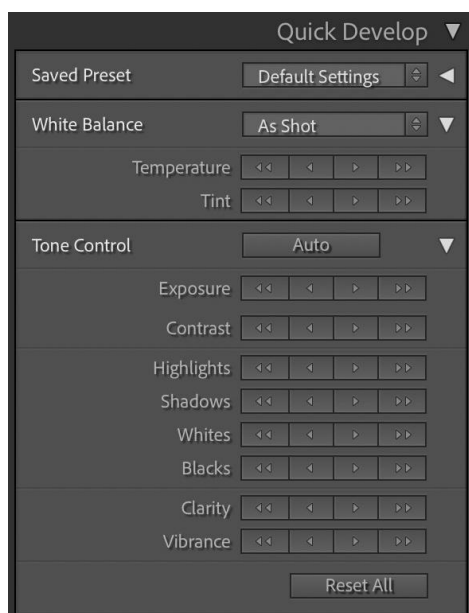 Quick Develop
Saved Preset Default Settings
White Balance As Shot
Temperature
Tint
Tone Control Auto
Exposure
Contrast
Highlights
Shadows
Whites
Blacks
Clarity
Vibrance
Reset All